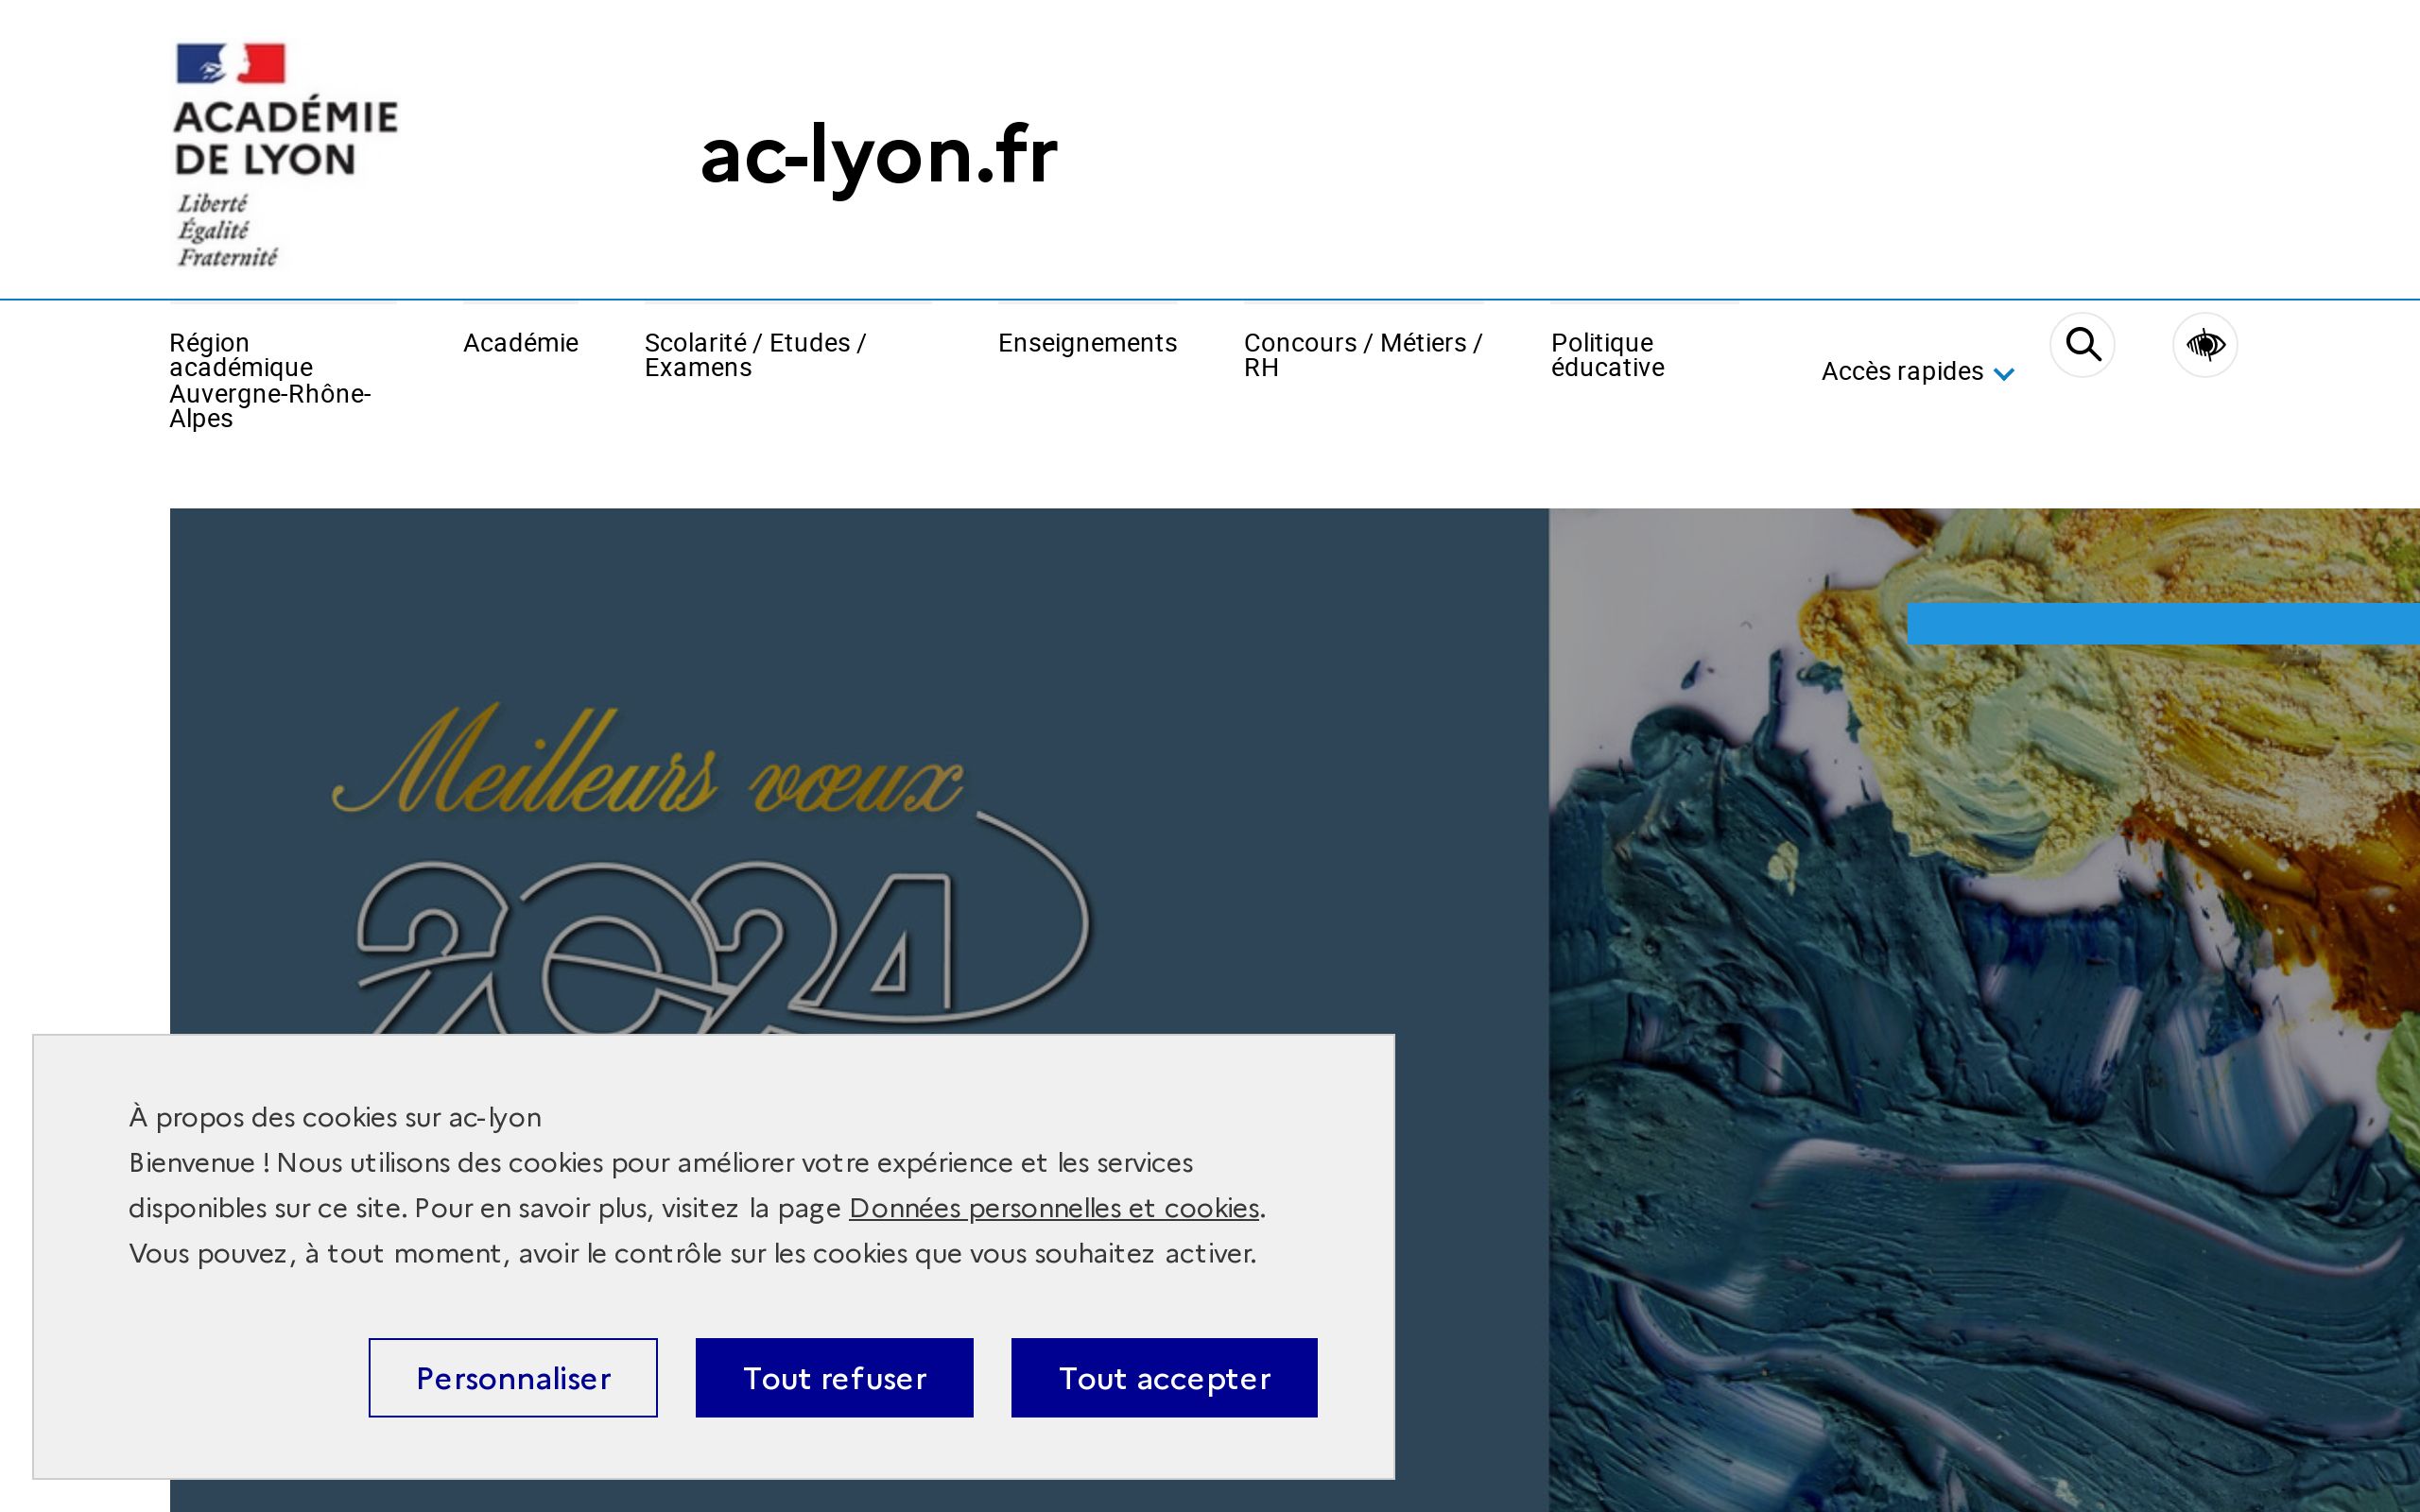 ACADÉMIE
DE LYON
Liberté
Égalité
Fraternité
ac-lyon.fr
Région
académique
Auvergne-Rhône-
Alpes
Académie
Scolarité / Etudes /
Examens
Enseignements
Concours / Métiers /
RH
Politique
éducative
Accès rapides
Meilleurs vœux
2024
À propos des cookies sur ac-lyon
Bienvenue ! Nous utilisons des cookies pour améliorer votre expérience et les services
disponibles sur ce site. Pour en savoir plus, visitez la page Données personnelles et cookies.
Vous pouvez, à tout moment, avoir le contrôle sur les cookies que vous souhaitez activer.
Personnaliser
Tout refuser
Tout accepter